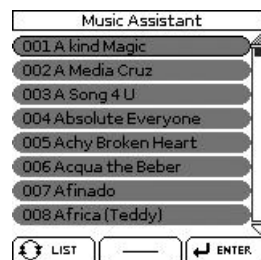 Music Assistant
001 A kind Magic
002 A Media Cruz
003 A Song 4 U
004 Absolute Everyone
005 Achy Broken Heart
006 Acqua the Beber
007 Afinado
008 Africa (Teddy)
LIST ENTER